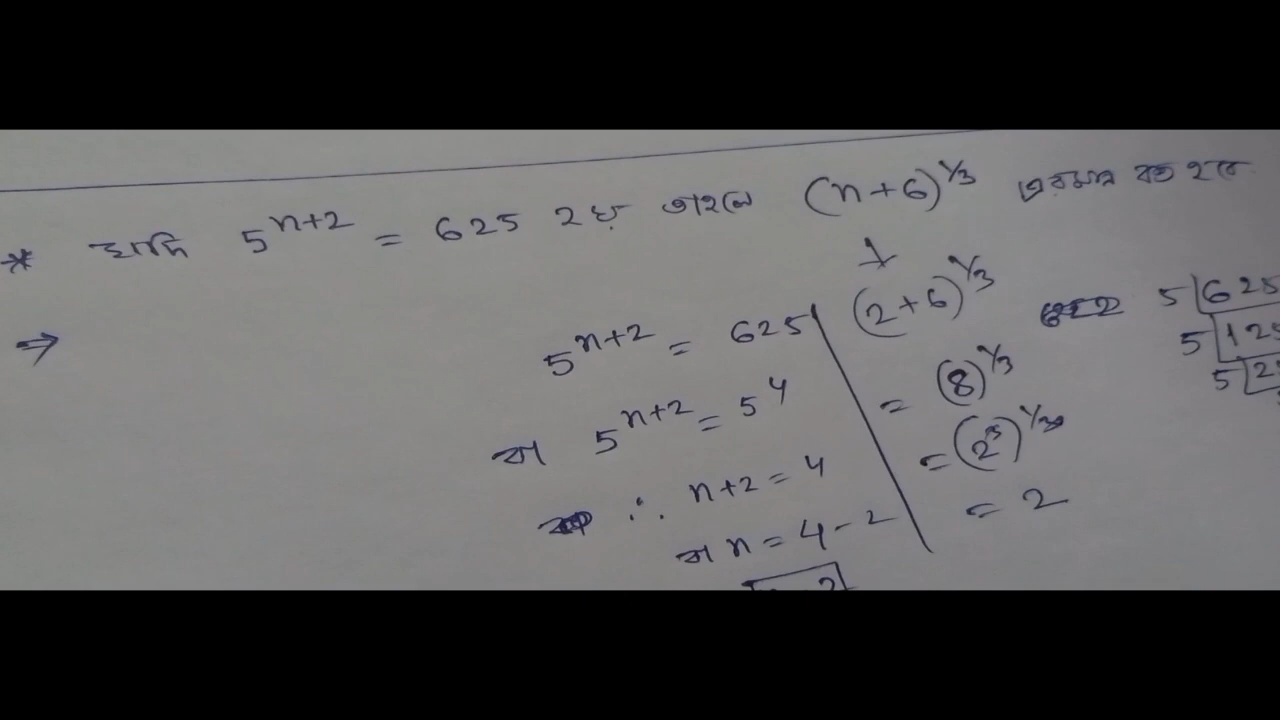 * যদি 5^{n+2} = 625 হয় তাহলে (n+6)^{1/3} এর মান কত হবে
⇒ 5^{n+2} = 625
বা 5^{n+2} = 5^4
∴ n+2 = 4
বা n = 4 - 2
(2+6)^{1/3}
= (8)^{1/3}
= (2^3)^{1/3}
= 2
5 | 625
5 | 125
5 | 2